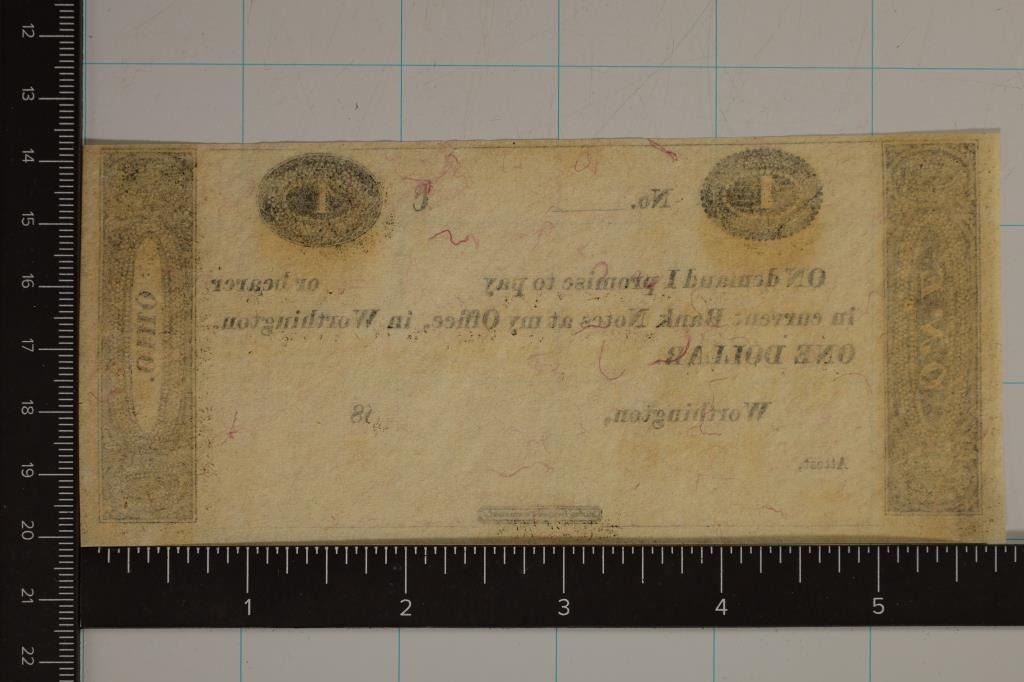 OHIO.
1
C
No.
1
ON demand I promise to pay or bearer
in current Bank Notes at my Office, in Worthington.
ONE DOLLAR
Worthington, 18
Attest,
12
13
14
15
16
17
18
19
20
21
22
1 2 3 4 5